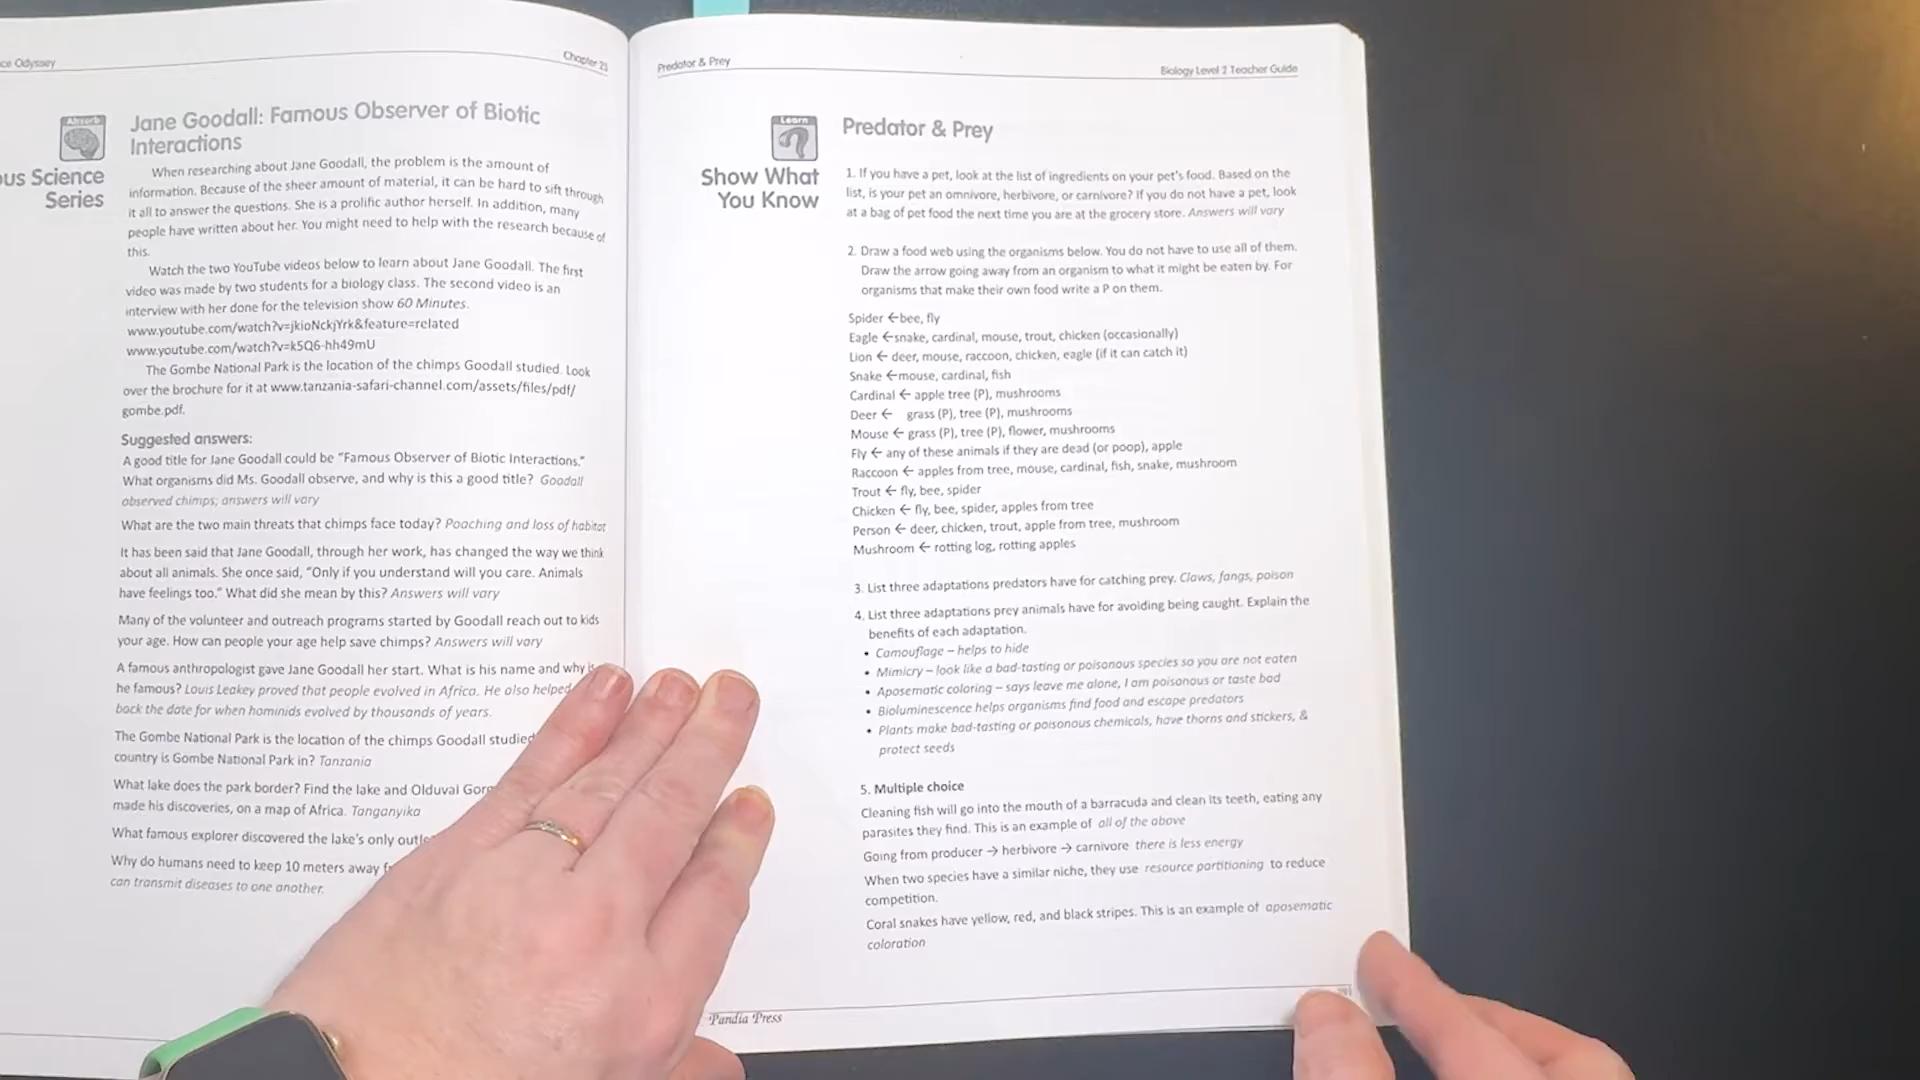 ce Odyssey
Chapter 23
Absorb
us Science
Series
Jane Goodall: Famous Observer of Biotic
Interactions
When researching about Jane Goodall, the problem is the amount of
information. Because of the sheer amount of material, it can be hard to sift through
it all to answer the questions. She is a prolific author herself. In addition, many
people have written about her. You might need to help with the research because of
this.
Watch the two YouTube videos below to learn about Jane Goodall. The first
video was made by two students for a biology class. The second video is an
interview with her done for the television show 60 Minutes.
www.youtube.com/watch?v=jkioNckjYrk&feature=related
www.youtube.com/watch?v=k5Q6-hh49mU
The Gombe National Park is the location of the chimps Goodall studied. Look
over the brochure for it at www.tanzania-safari-channel.com/assets/files/pdf/
gombe.pdf.
Suggested answers:
A good title for Jane Goodall could be "Famous Observer of Biotic Interactions."
What organisms did Ms. Goodall observe, and why is this a good title? Goodall
observed chimps; answers will vary
What are the two main threats that chimps face today? Poaching and loss of habitat
It has been said that Jane Goodall, through her work, has changed the way we think
about all animals. She once said, "Only if you understand will you care. Animals
have feelings too." What did she mean by this? Answers will vary
Many of the volunteer and outreach programs started by Goodall reach out to kids
your age. How can people your age help save chimps? Answers will vary
A famous anthropologist gave Jane Goodall her start. What is his name and why
he famous? Louis Leakey proved that people evolved in Africa. He also helped
back the date for when hominids evolved by thousands of years.
The Gombe National Park is the location of the chimps Goodall studied
country is Gombe National Park in? Tanzania
What lake does the park border? Find the lake and Olduvai Gor
made his discoveries, on a map of Africa. Tanganyika
What famous explorer discovered the lake's only outl
Why do humans need to keep 10 meters away
can transmit diseases to one another.
Predator & Prey
Biology Level 2 Teacher Guide
Learn
Show What
You Know
Predator & Prey
1. If you have a pet, look at the list of ingredients on your pet's food. Based on the
list, is your pet an omnivore, herbivore, or carnivore? If you do not have a pet, look
at a bag of pet food the next time you are at the grocery store. Answers will vary
2. Draw a food web using the organisms below. You do not have to use all of them.
Draw the arrow going away from an organism to what it might be eaten by. For
organisms that make their own food write a P on them.
Spider ←bee, fly
Eagle ←snake, cardinal, mouse, trout, chicken (occasionally)
Lion ← deer, mouse, raccoon, chicken, eagle (if it can catch it)
Snake ←mouse, cardinal, fish
Cardinal ← apple tree (P), mushrooms
Deer ← grass (P), tree (P), mushrooms
Mouse ← grass (P), tree (P), flower, mushrooms
Fly ← any of these animals if they are dead (or poop), apple
Raccoon ← apples from tree, mouse, cardinal, fish, snake, mushroom
Trout ← fly, bee, spider
Chicken ← fly, bee, spider, apples from tree
Person ← deer, chicken, trout, apple from tree, mushroom
Mushroom ← rotting log, rotting apples
3. List three adaptations predators have for catching prey. Claws, fangs, poison
4. List three adaptations prey animals have for avoiding being caught. Explain the
benefits of each adaptation.
• Camouflage – helps to hide
• Mimicry – look like a bad-tasting or poisonous species so you are not eaten
• Aposematic coloring – says leave me alone, I am poisonous or taste bad
• Bioluminescence helps organisms find food and escape predators
• Plants make bad-tasting or poisonous chemicals, have thorns and stickers, &
protect seeds
5. Multiple choice
Cleaning fish will go into the mouth of a barracuda and clean its teeth, eating any
parasites they find. This is an example of all of the above
Going from producer → herbivore → carnivore there is less energy
When two species have a similar niche, they use resource partitioning to reduce
competition.
Coral snakes have yellow, red, and black stripes. This is an example of aposematic
coloration
Pandia Press